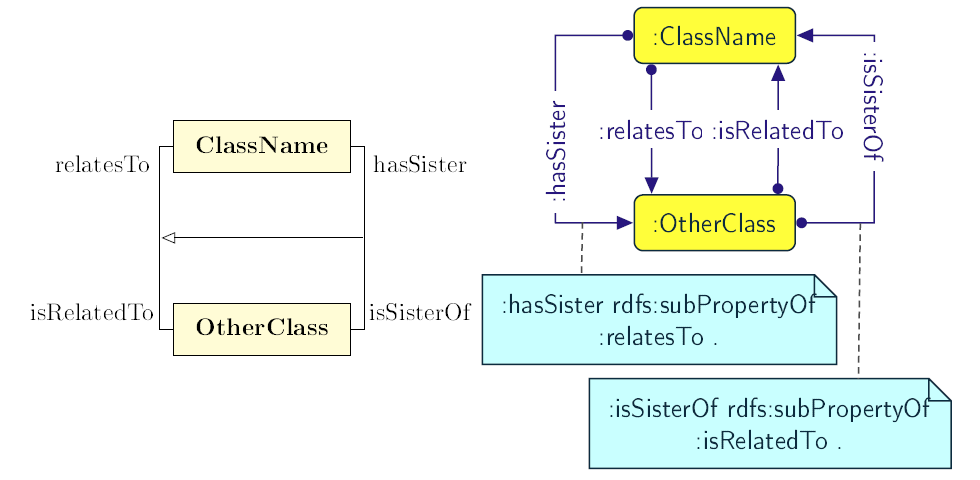 ClassName
relatesTo
hasSister
isRelatedTo
isSisterOf
OtherClass
:ClassName
:hasSister
:relatesTo
:isRelatedTo
:isSisterOf
:OtherClass
:hasSister rdfs:subPropertyOf
:relatesTo .
:isSisterOf rdfs:subPropertyOf
:isRelatedTo .